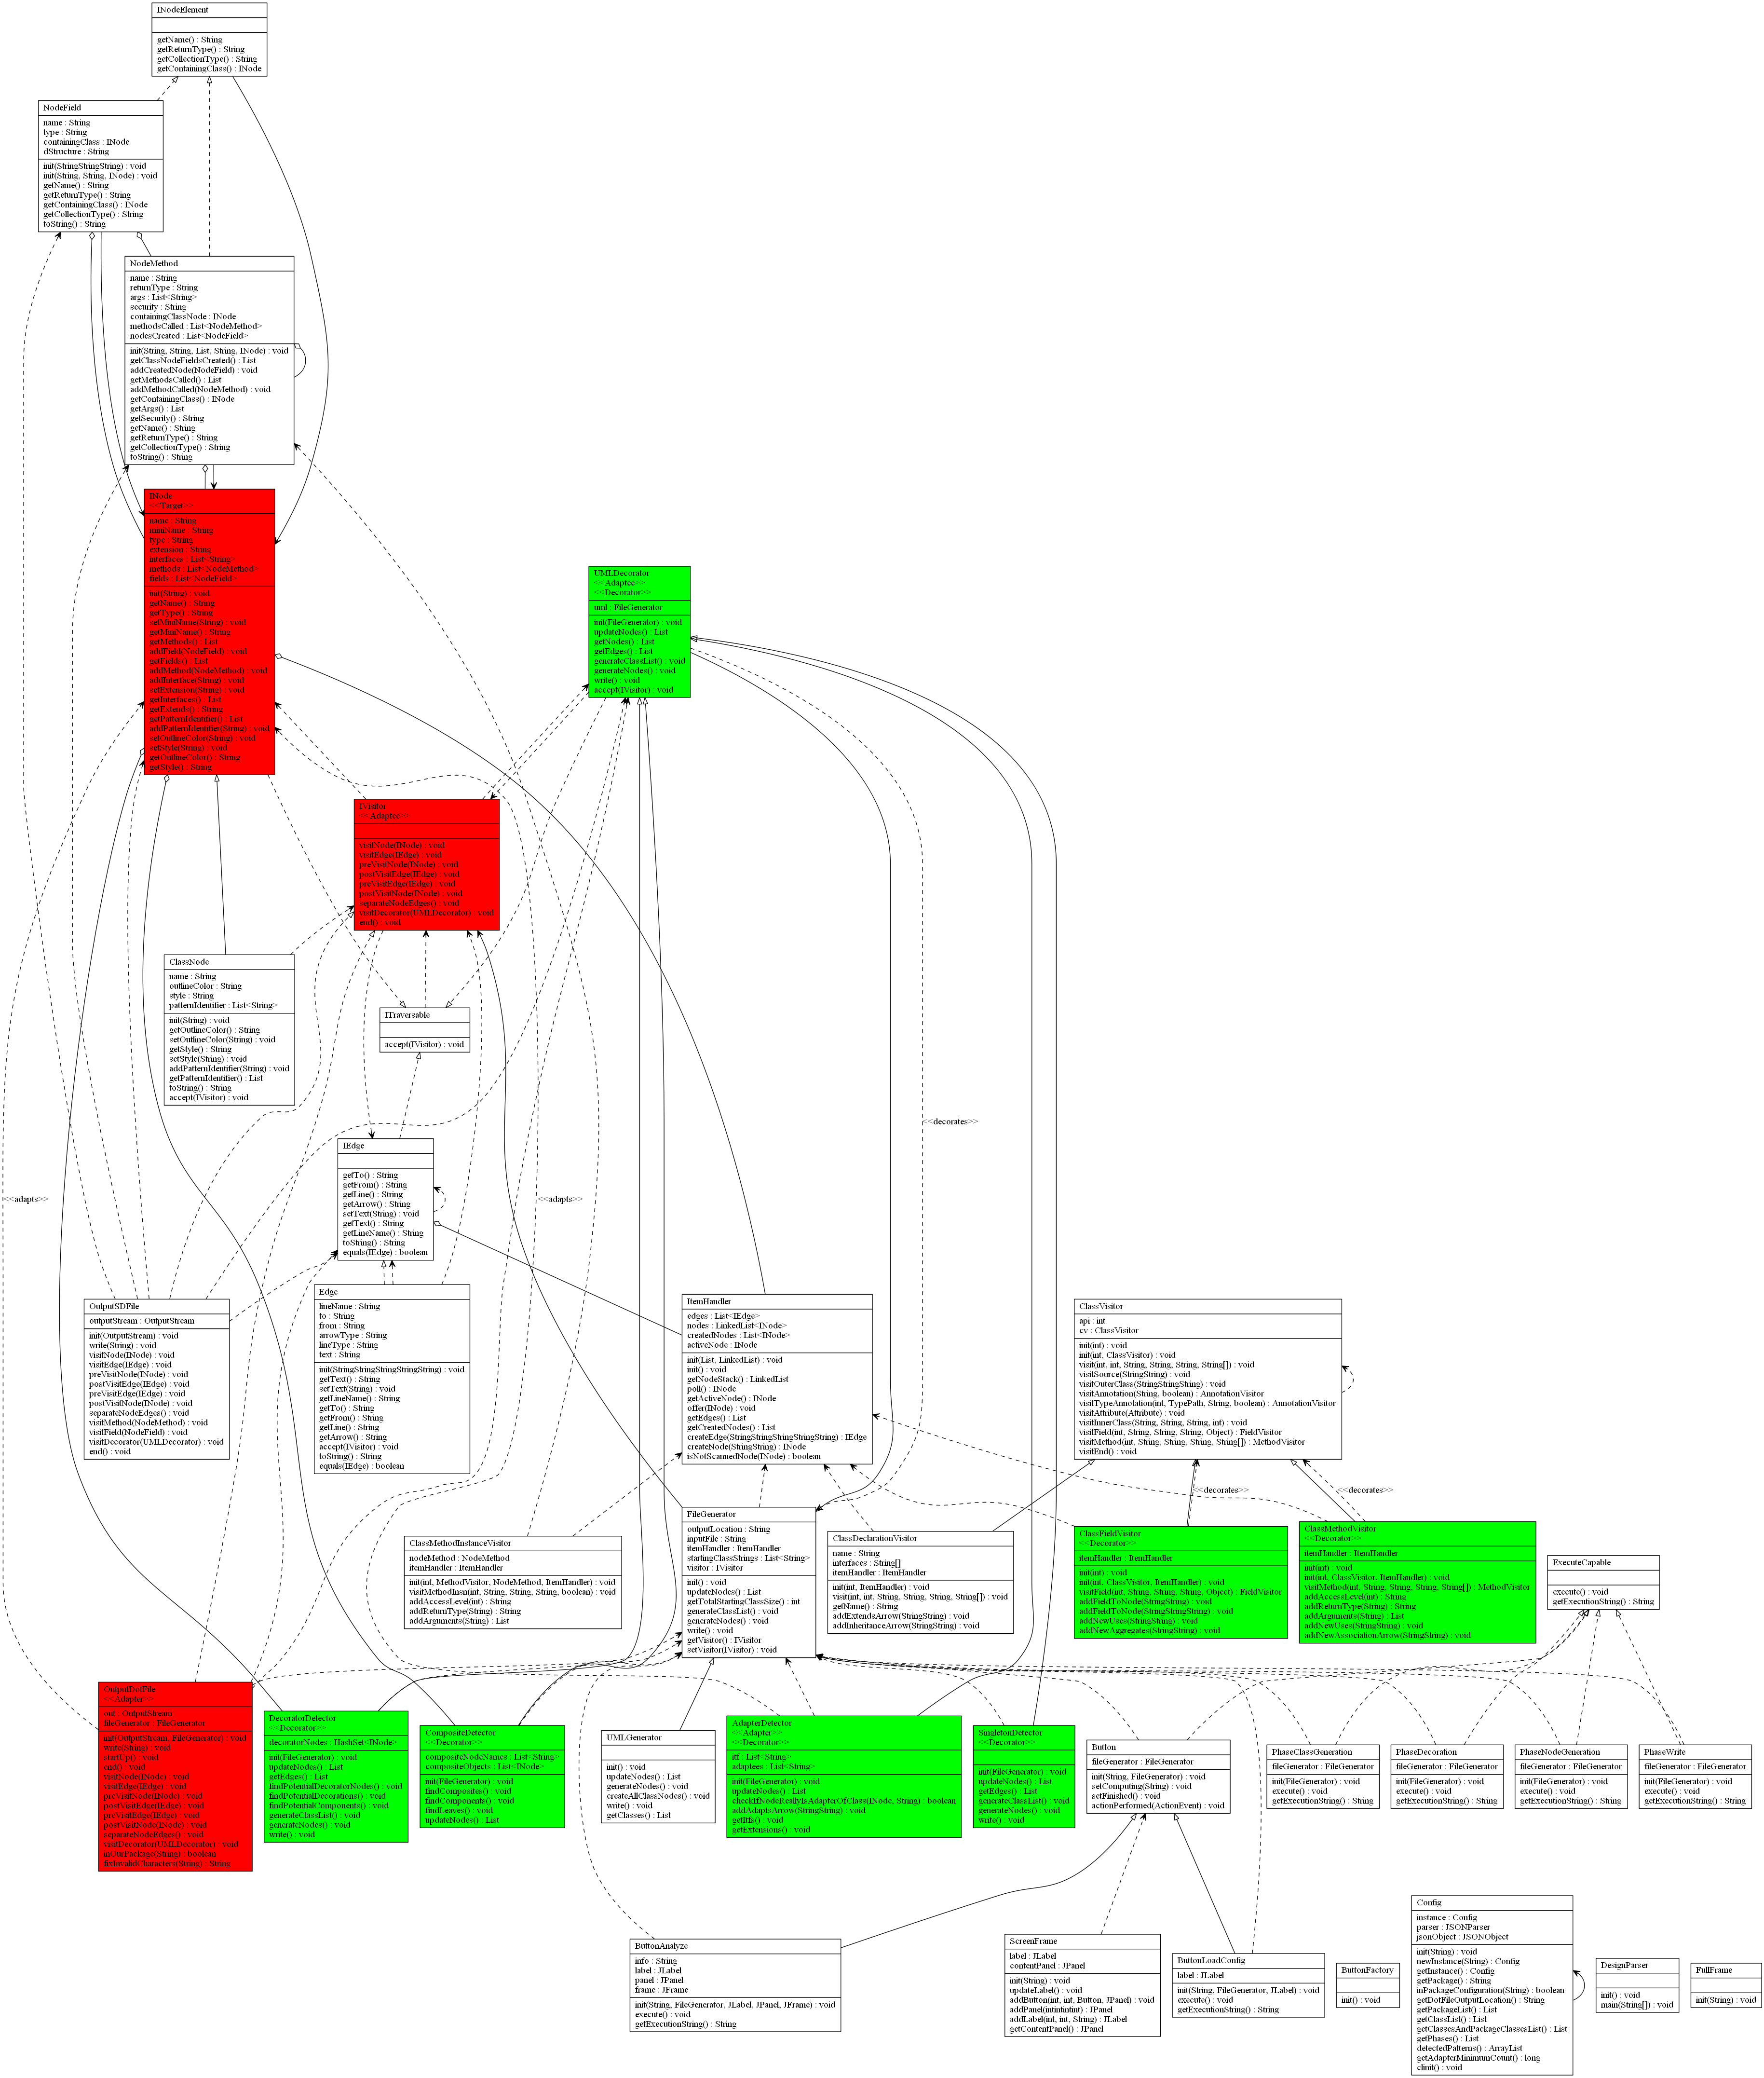 INodeElement
getName() : String
getReturnType() : String
getCollectionType() : String
getContainingClass() : INode
NodeField
name : String
type : String
containingClass : INode
dStructure : String
init(StringStringString) : void
init(String, String, INode) : void
getName() : String
getReturnType() : String
getContainingClass() : INode
getCollectionType() : String
toString() : String
NodeMethod
name : String
returnType : String
args : List<String>
security : String
containingClassNode : INode
methodsCalled : List<NodeMethod>
nodesCreated : List<NodeField>
init(String, String, List, String, INode) : void
getClassNodeFieldsCreated() : List
addCreatedNode(NodeField) : void
getMethodsCalled() : List
addMethodCalled(NodeMethod) : void
getContainingClass() : INode
getArgs() : List
getSecurity() : String
getName() : String
getReturnType() : String
getCollectionType() : String
toString() : String
INode
<<Target>>
name : String
miniName : String
type : String
extension : String
interfaces : List<String>
methods : List<NodeMethod>
fields : List<NodeField>
init(String) : void
getName() : String
getType() : String
setMiniName(String) : void
getMiniName() : String
getMethods() : List
addField(NodeField) : void
getFields() : List
addMethod(NodeMethod) : void
addInterface(String) : void
setExtension(String) : void
getInterfaces() : List
getExtends() : String
getPatternIdentifier() : List
addPatternIdentifier(String) : void
setOutlineColor(String) : void
setStyle(String) : void
getOutlineColor() : String
getStyle() : String
UMLDecorator
<<Adaptee>>
<<Decorator>>
uml : FileGenerator
init(FileGenerator) : void
updateNodes() : List
getNodes() : List
getEdges() : List
generateClassList() : void
generateNodes() : void
write() : void
accept(IVisitor) : void
IVisitor
<<Adaptee>>
visitNode(INode) : void
visitEdge(IEdge) : void
preVisitNode(INode) : void
postVisitEdge(IEdge) : void
preVisitEdge(IEdge) : void
postVisitNode(INode) : void
separateNodeEdges() : void
visitDecorator(UMLDecorator) : void
end() : void
ClassNode
name : String
outlineColor : String
style : String
patternIdentifier : List<String>
init(String) : void
getOutlineColor() : String
setOutlineColor(String) : void
getStyle() : String
setStyle(String) : void
addPatternIdentifier(String) : void
getPatternIdentifier() : List
toString() : String
accept(IVisitor) : void
ITraversable
accept(IVisitor) : void
<<decorates>>
IEdge
getTo() : String
getFrom() : String
getLine() : String
getArrow() : String
setText(String) : void
getText() : String
getLineName() : String
toString() : String
equals(IEdge) : boolean
<<adapts>>
<<adapts>>
OutputSDFile
outputStream : OutputStream
init(OutputStream) : void
write(String) : void
visitNode(INode) : void
visitEdge(IEdge) : void
preVisitNode(INode) : void
postVisitEdge(IEdge) : void
preVisitEdge(IEdge) : void
postVisitNode(INode) : void
separateNodeEdges() : void
visitMethod(NodeMethod) : void
visitField(NodeField) : void
visitDecorator(UMLDecorator) : void
end() : void
Edge
lineName : String
to : String
from : String
arrowType : String
lineType : String
text : String
init(StringStringStringStringString) : void
getText() : String
setText(String) : void
getLineName() : String
getTo() : String
getFrom() : String
getLine() : String
getArrow() : String
accept(IVisitor) : void
toString() : String
equals(IEdge) : boolean
ItemHandler
edges : List<IEdge>
nodes : LinkedList<INode>
createdNodes : List<INode>
activeNode : INode
init(List, LinkedList) : void
init() : void
getNodeStack() : LinkedList
poll() : INode
getActiveNode() : INode
offer(INode) : void
getEdges() : List
getCreatedNodes() : List
createEdge(StringStringStringStringString) : IEdge
createNode(StringString) : INode
isNotScannedNode(INode) : boolean
ClassVisitor
api : int
cv : ClassVisitor
init(int) : void
init(int, ClassVisitor) : void
visit(int, int, String, String, String, String[]) : void
visitSource(StringString) : void
visitOuterClass(StringStringString) : void
visitAnnotation(String, boolean) : AnnotationVisitor
visitTypeAnnotation(int, TypePath, String, boolean) : AnnotationVisitor
visitAttribute(Attribute) : void
visitInnerClass(String, String, String, int) : void
visitField(int, String, String, String, Object) : FieldVisitor
visitMethod(int, String, String, String, String[]) : MethodVisitor
visitEnd() : void
<<decorates>>
<<decorates>>
ClassMethodInstanceVisitor
nodeMethod : NodeMethod
itemHandler : ItemHandler
init(int, MethodVisitor, NodeMethod, ItemHandler) : void
visitMethodInsn(int, String, String, String, boolean) : void
addAccessLevel(int) : String
addReturnType(String) : String
addArguments(String) : List
FileGenerator
outputLocation : String
inputFile : String
itemHandler : ItemHandler
startingClassStrings : List<String>
visitor : IVisitor
init() : void
updateNodes() : List
getTotalStartingClassSize() : int
generateClassList() : void
generateNodes() : void
write() : void
getVisitor() : IVisitor
setVisitor(IVisitor) : void
ClassDeclarationVisitor
name : String
interfaces : String[]
itemHandler : ItemHandler
init(int, ItemHandler) : void
visit(int, int, String, String, String, String[]) : void
getName() : String
addExtendsArrow(StringString) : void
addInheritanceArrow(StringString) : void
ClassFieldVisitor
<<Decorator>>
itemHandler : ItemHandler
init(int) : void
init(int, ClassVisitor, ItemHandler) : void
visitField(int, String, String, String, Object) : FieldVisitor
addFieldToNode(StringString) : void
addFieldToNode(StringStringString) : void
addNewUses(StringString) : void
addNewAggregates(StringString) : void
ClassMethodVisitor
<<Decorator>>
itemHandler : ItemHandler
init(int) : void
init(int, ClassVisitor, ItemHandler) : void
visitMethod(int, String, String, String, String[]) : MethodVisitor
addAccessLevel(int) : String
addReturnType(String) : String
addArguments(String) : List
addNewUses(StringString) : void
addNewAssociationArrow(StringString) : void
ExecuteCapable
execute() : void
getExecutionString() : String
OutputDotFile
<<Adapter>>
out : OutputStream
fileGenerator : FileGenerator
init(OutputStream, FileGenerator) : void
write(String) : void
startUp() : void
end() : void
visitNode(INode) : void
visitEdge(IEdge) : void
preVisitNode(INode) : void
postVisitEdge(IEdge) : void
preVisitEdge(IEdge) : void
postVisitNode(INode) : void
separateNodeEdges() : void
visitDecorator(UMLDecorator) : void
inOurPackage(String) : boolean
fixInvalidCharacters(String) : String
DecoratorDetector
<<Decorator>>
decoratorNodes : HashSet<INode>
init(FileGenerator) : void
updateNodes() : List
getEdges() : List
findPotentialDecoratorNodes() : void
findPotentialDecorations() : void
findPotentialComponents() : void
generateClassList() : void
generateNodes() : void
write() : void
CompositeDetector
<<Decorator>>
compositeNodeNames : List<String>
compositeObjects : List<INode>
init(FileGenerator) : void
findComposites() : void
findComponents() : void
findLeaves() : void
updateNodes() : List
UMLGenerator
init() : void
updateNodes() : List
generateNodes() : void
createAllClassNodes() : void
write() : void
getClasses() : List
AdapterDetector
<<Adapter>>
<<Decorator>>
itf : List<String>
adaptees : List<String>
init(FileGenerator) : void
updateNodes() : List
checkIfNodeReallyIsAdapterOfClass(INode, String) : boolean
addAdaptsArrow(StringString) : void
getItfs() : void
getExtensions() : void
SingletonDetector
<<Decorator>>
init(FileGenerator) : void
updateNodes() : List
getEdges() : List
generateClassList() : void
generateNodes() : void
write() : void
Button
fileGenerator : FileGenerator
init(String, FileGenerator) : void
setComputing(String) : void
setFinished() : void
actionPerformed(ActionEvent) : void
PhaseClassGeneration
fileGenerator : FileGenerator
init(FileGenerator) : void
execute() : void
getExecutionString() : String
PhaseDecoration
fileGenerator : FileGenerator
init(FileGenerator) : void
execute() : void
getExecutionString() : String
PhaseNodeGeneration
fileGenerator : FileGenerator
init(FileGenerator) : void
execute() : void
getExecutionString() : String
PhaseWrite
fileGenerator : FileGenerator
init(FileGenerator) : void
execute() : void
getExecutionString() : String
ButtonAnalyze
info : String
label : JLabel
panel : JPanel
frame : JFrame
init(String, FileGenerator, JLabel, JPanel, JFrame) : void
execute() : void
getExecutionString() : String
ScreenFrame
label : JLabel
contentPanel : JPanel
init(String) : void
updateLabel() : void
addButton(int, int, Button, JPanel) : void
addPanel(intintintint) : JPanel
addLabel(int, int, String) : JLabel
getContentPanel() : JPanel
ButtonLoadConfig
label : JLabel
init(String, FileGenerator, JLabel) : void
execute() : void
getExecutionString() : String
ButtonFactory
init() : void
Config
instance : Config
parser : JSONParser
jsonObject : JSONObject
init(String) : void
newInstance(String) : Config
getInstance() : Config
getPackage() : String
inPackageConfiguration(String) : boolean
getDotFileOutputLocation() : String
getPackageList() : List
getClassList() : List
getClassesAndPackageClassesList() : List
getPhases() : List
detectedPatterns() : ArrayList
getAdapterMinimumCount() : long
clinit() : void
DesignParser
init() : void
main(String[]) : void
FullFrame
init(String) : void